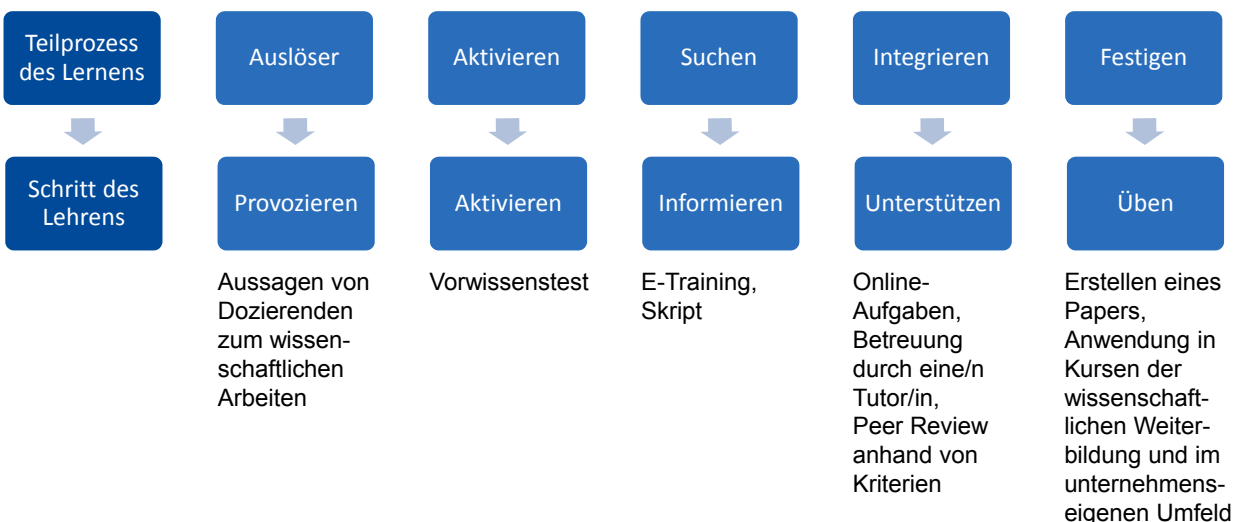 Teilprozess
des Lernens
Auslöser
Aktivieren
Suchen
Integrieren
Festigen
Schritt des
Lehrens
Provozieren
Aktivieren
Informieren
Unterstützen
Üben
Aussagen von
Dozierenden
zum wissen-
schaftlichen
Arbeiten
Vorwissenstest
E-Training,
Skript
Online-
Aufgaben,
Betreuung
durch eine/n
Tutor/in,
Peer Review
anhand von
Kriterien
Erstellen eines
Papers,
Anwendung in
Kursen der
wissenschaft-
lichen Weiter-
bildung und im
unternehmens-
eigenen Umfeld